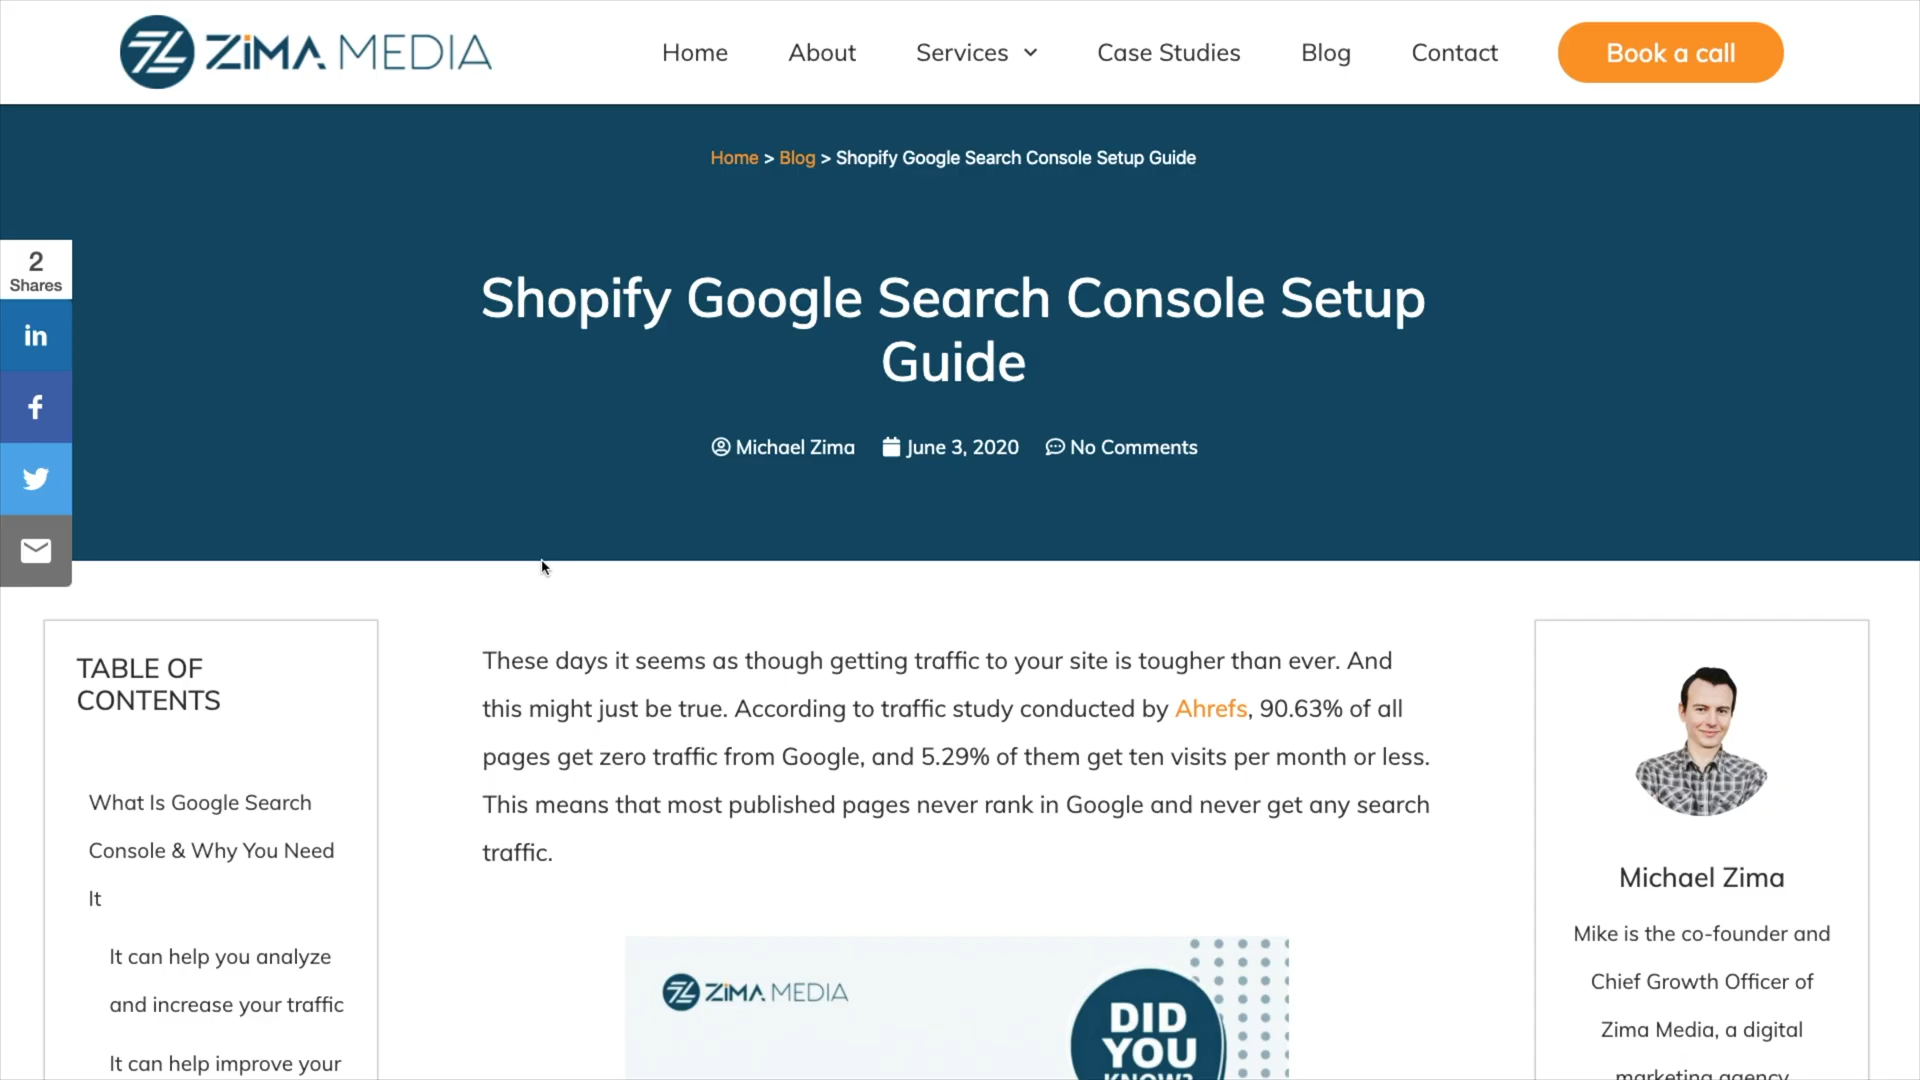 ZIMA MEDIA
Home About Services Case Studies Blog Contact Book a call
Home > Blog > Shopify Google Search Console Setup Guide
2
Shares
in
f
Shopify Google Search Console Setup
Guide
Michael Zima June 3, 2020 No Comments
TABLE OF
CONTENTS
What Is Google Search
Console & Why You Need
It
It can help you analyze
and increase your traffic
It can help improve your
These days it seems as though getting traffic to your site is tougher than ever. And
this might just be true. According to traffic study conducted by Ahrefs, 90.63% of all
pages get zero traffic from Google, and 5.29% of them get ten visits per month or less.
This means that most published pages never rank in Google and never get any search
traffic.
ZIMA MEDIA
DID
YOU
KNOW?
Michael Zima
Mike is the co-founder and
Chief Growth Officer of
Zima Media, a digital
marketing agency